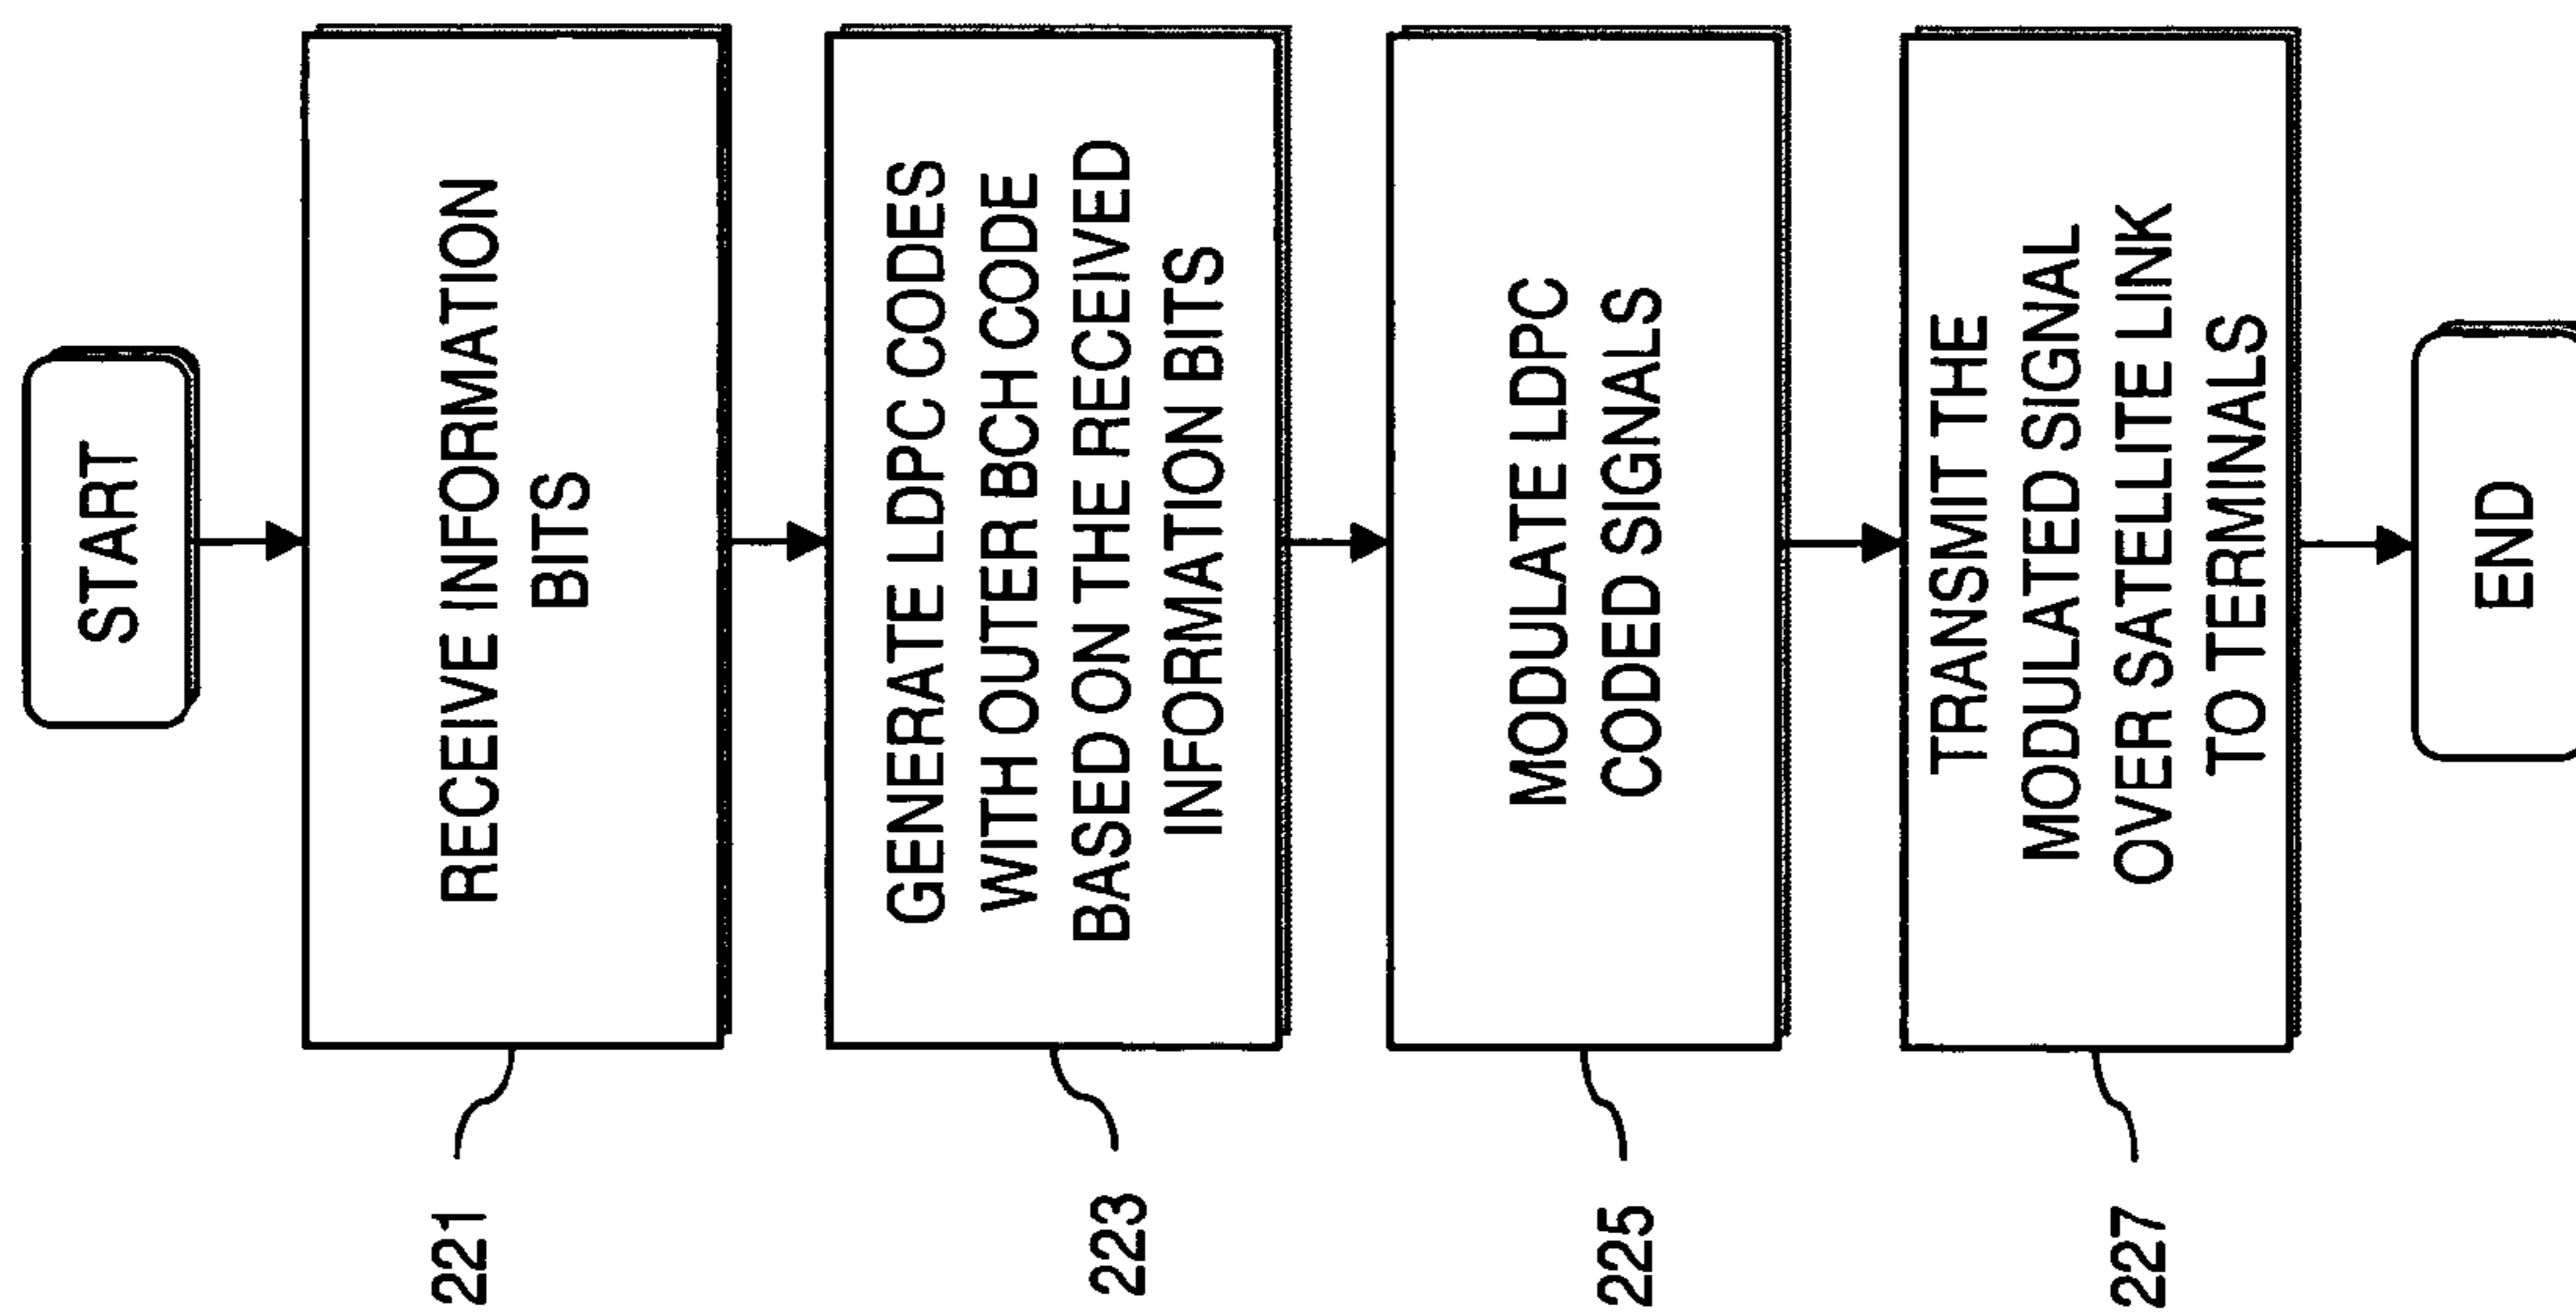 START
RECEIVE INFORMATION
BITS
221
GENERATE LDPC CODES
WITH OUTER BCH CODE
BASED ON THE RECEIVED
INFORMATION BITS
223
MODULATE LDPC
CODED SIGNALS
225
TRANSMIT THE
MODULATED SIGNAL
OVER SATELLITE LINK
TO TERMINALS
227
END